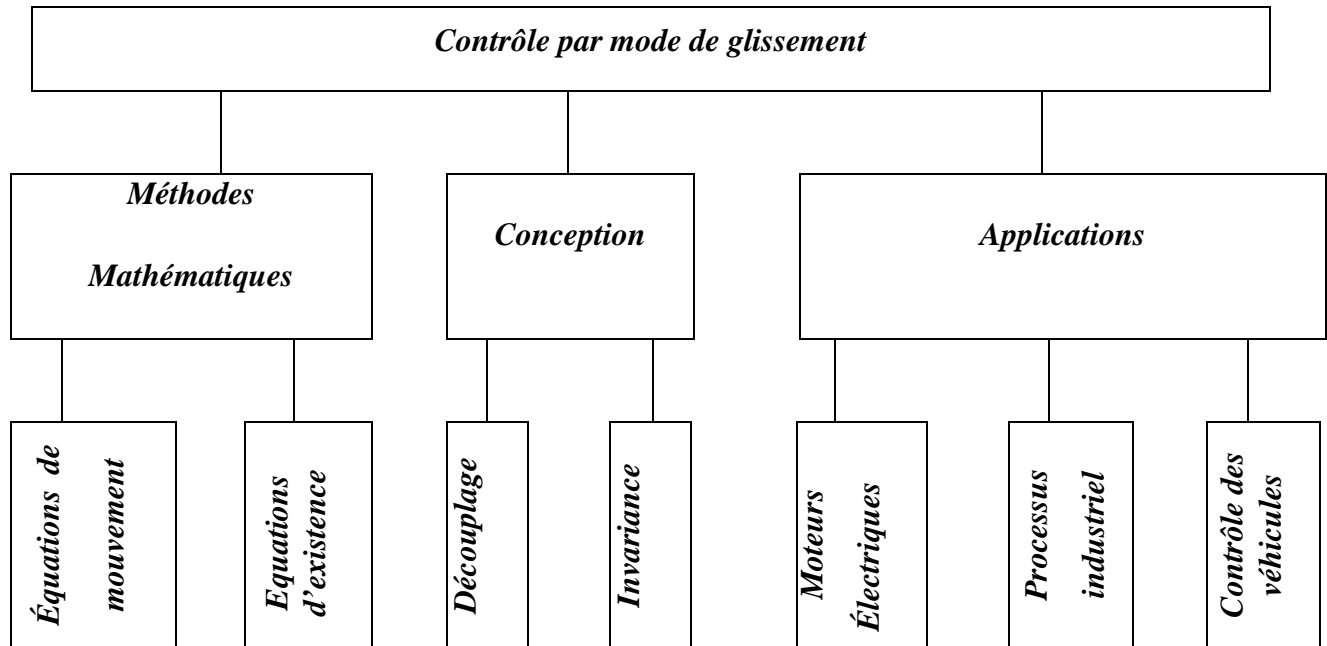 Contrôle par mode de glissement
Méthodes
Mathématiques
Conception
Applications
Équations de
mouvement
Equations
d'existence
Découplage
Invariance
Moteurs
Électriques
Processus
industriel
Contrôle des
véhicules